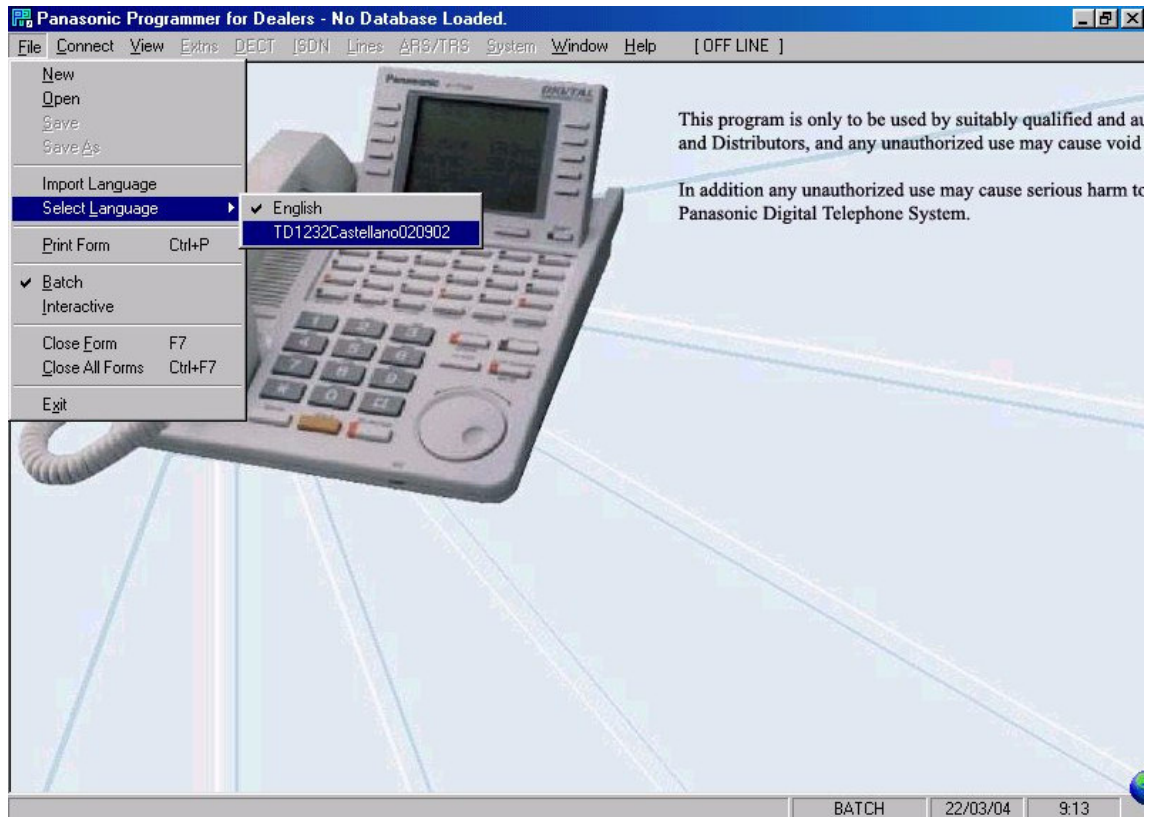 Panasonic Programmer for Dealers - No Database Loaded.
File Connect View Extns DECT ISDN Lines ARS/TRS System Window Help [ OFF LINE ]
New
Open
Save
Save As
Import Language
Select Language
English
TD1232Castellano020902
Print Form Ctrl+P
Batch
Interactive
Close Form F7
Close All Forms Ctrl+F7
Exit
Panasonic
DIGITAL
This program is only to be used by suitably qualified and au
and Distributors, and any unauthorized use may cause void
In addition any unauthorized use may cause serious harm to
Panasonic Digital Telephone System.
BATCH 22/03/04 9:13